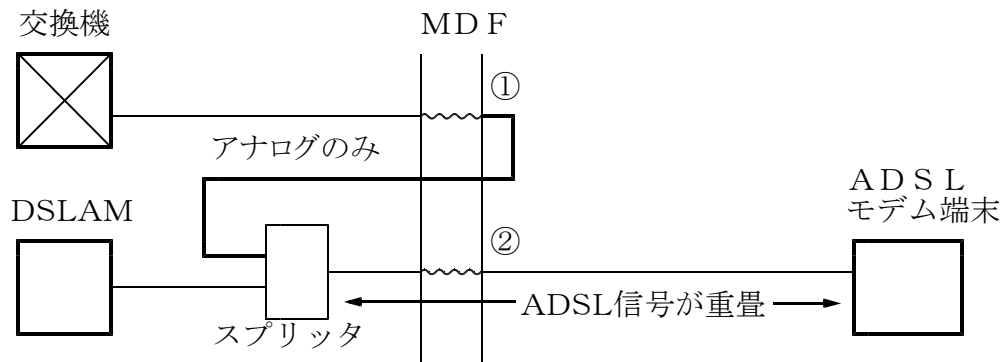 交換機
ＭＤＦ
①
アナログのみ
ＡＤＳＬ
モデム端末
DSLAM
②
ADSL信号が重畳
スプリッタ